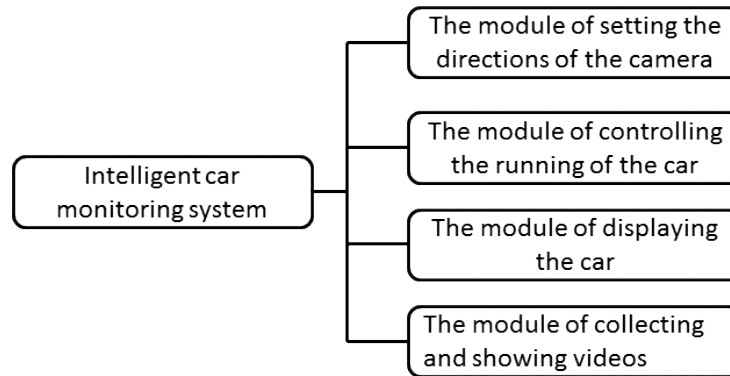 The module of setting the
directions of the camera
The module of controlling
the running of the car
Intelligent car
monitoring system
The module of displaying
the car
The module of collecting
and showing videos